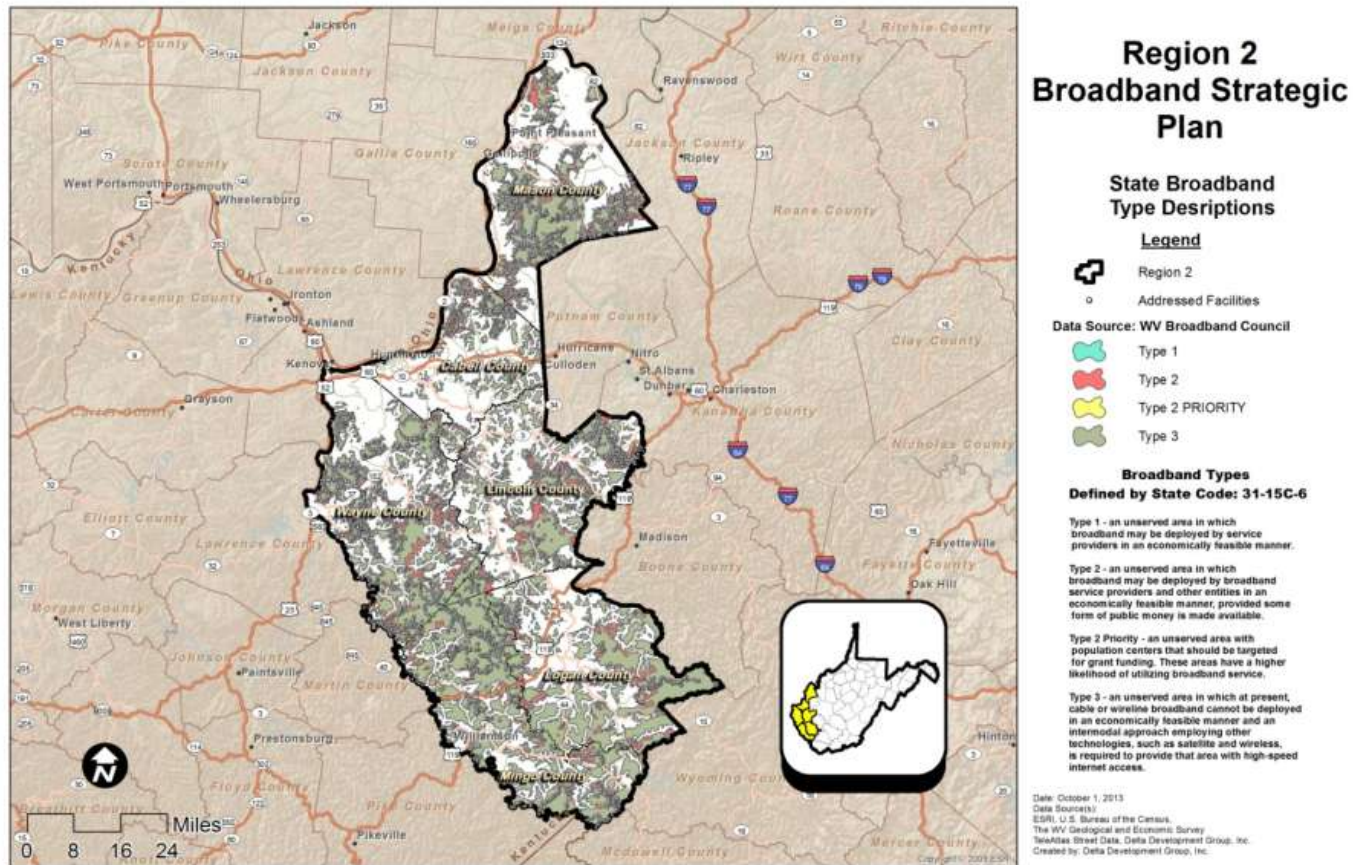 Region 2
Broadband Strategic
Plan
State Broadband
Type Desriptions
Legend
Region 2
Addressed Facilities
Data Source: WV Broadband Council
Type 1
Type 2
Type 2 PRIORITY
Type 3
Broadband Types
Defined by State Code: 31-15C-6
Type 1 - an unserved area in which
broadband may be deployed by service
providers in an economically feasible manner.
Type 2 - an unserved area in which
broadband may be deployed by broadband
service providers and other entities in an
economically feasible manner, provided some
form of public money is made available.
Type 2 Priority - an unserved area with
population centers that should be targeted
for grant funding. These areas have a higher
likelihood of utilizing broadband service.
Type 3 - an unserved area in which at present,
cable or wireline broadband cannot be deployed
in an economically feasible manner and an
intermodal approach employing other
technologies, such as satellite and wireless,
is required to provide that area with high-speed
internet access.
Date: October 1, 2013
Data Source(s):
ESRI, U.S. Bureau of the Census,
The WV Geological and Economic Survey
TeleAtlas Street Data, Delta Development Group, Inc.
Created by: Delta Development Group, Inc.
Jackson
Pike County
Meigs County
Ritchie County
Wirt County
Jackson County
Ravenswood
Point Pleasant
Gallia County
Jackson County
Ripley
Scioto County
West Portsmouth
Portsmouth
Wheelersburg
Mason County
Roane County
Kentucky
Ohio
Lawrence County
Lewis County
Greenup County
Ironton
Flatwoods
Ashland
Ohio
Putnam County
Clay County
Kenova
Huntington
Cabell County
Hurricane
Culloden
Nitro
St Albans
Dunbar
Charleston
Kanawha County
Grayson
Carter County
Nicholas County
Lincoln County
Wayne County
Elliott County
Lawrence County
Madison
Boone County
Fayetteville
Fayette County
Oak Hill
Morgan County
West Liberty
Johnson County
Paintsville
Martin County
Logan County
Prestonsburg
Williamson
Hinton
Mingo County
Wyoming County
Floyd County
Breathitt County
Pike County
Pikeville
Kentucky
McDowell County
Mercer County
N
Miles
0 8 16 24